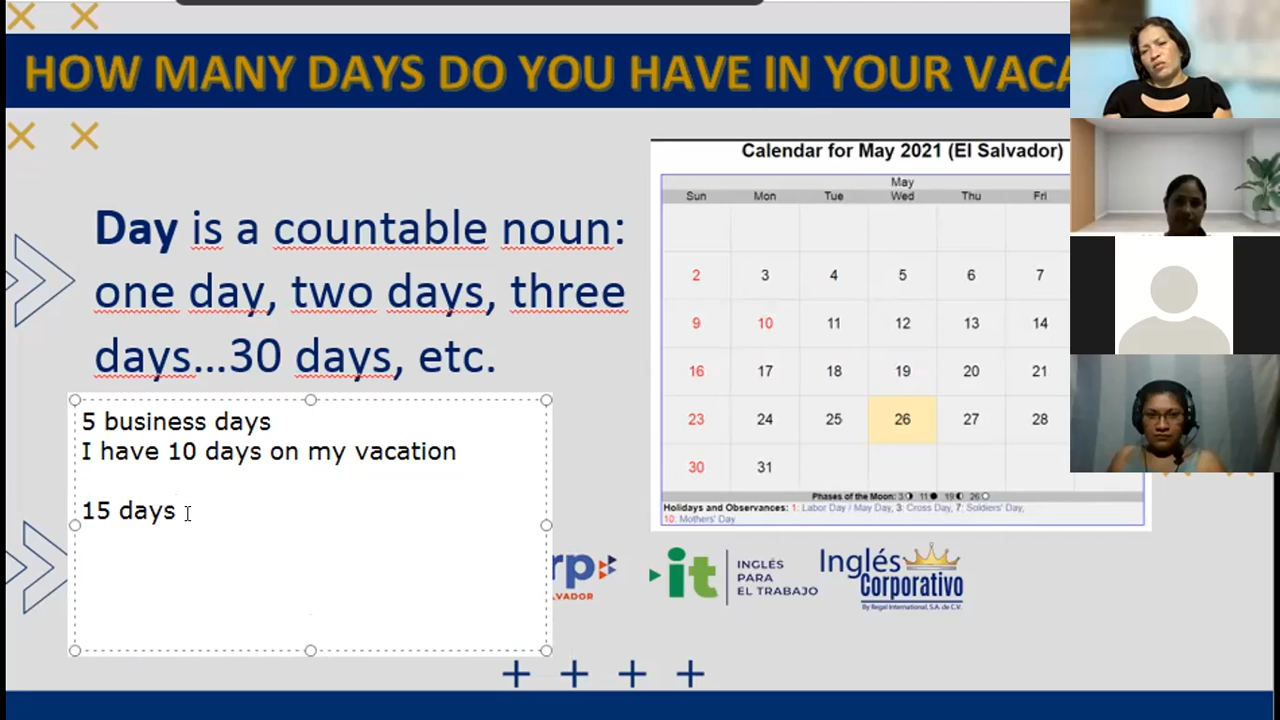 HOW MANY DAYS DO YOU HAVE IN YOUR VACA
Day is a countable noun:
one day, two days, three
days...30 days, etc.
5 business days
I have 10 days on my vacation
15 days
Calendar for May 2021 (El Salvador)
May
Sun Mon Tue Wed Thu Fri
2 3 4 5 6 7
9 10 11 12 13 14
16 17 18 19 20 21
23 24 25 26 27 28
30 31
Phases of the Moon: 3 11 19 26
Holidays and Observances: 1: Labor Day / May Day, 3: Cross Day, 7: Soldiers' Day,
10: Mothers' Day
rp
LVADOR
it
INGLÉS
PARA
EL TRABAJO
Inglés
Corporativo
By Regal International, S.A. de C.V.